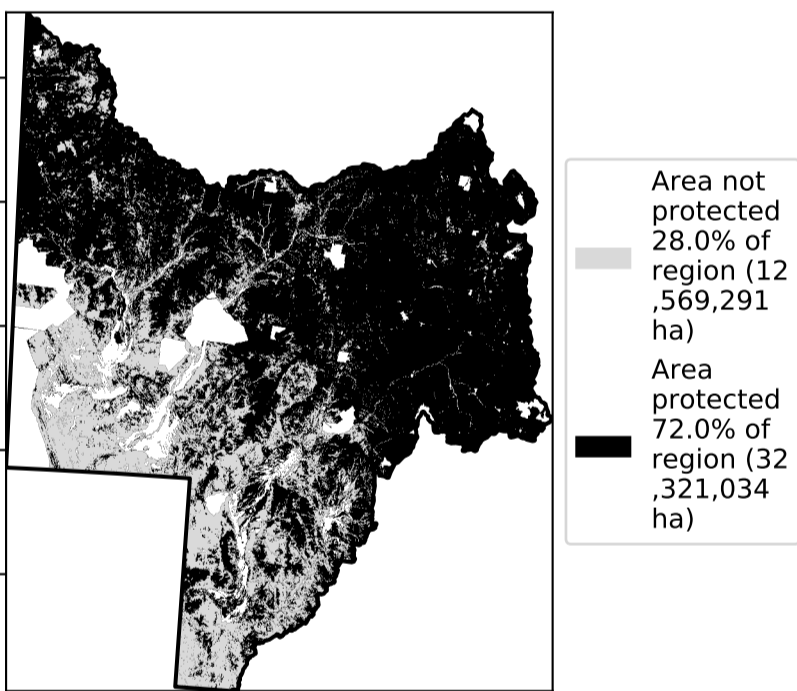 Area not
protected
28.0% of
region (12
,569,291
ha)
Area
protected
72.0% of
region (32
,321,034
ha)